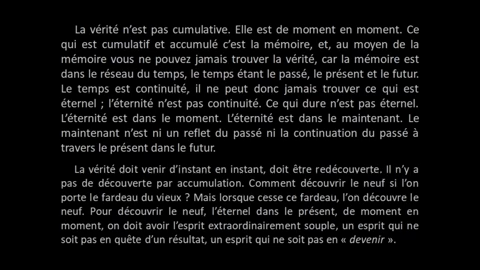 La vérité n'est pas cumulative. Elle est de moment en moment. Ce
qui est cumulatif et accumulé c'est la mémoire, et, au moyen de la
mémoire vous ne pouvez jamais trouver la vérité, car la mémoire est
dans le réseau du temps, le temps étant le passé, le présent et le futur.
Le temps est continuité, il ne peut donc jamais trouver ce qui est
éternel ; l'éternité n'est pas continuité. Ce qui dure n'est pas éternel.
L'éternité est dans le moment. L'éternité est dans le maintenant. Le
maintenant n'est ni un reflet du passé ni la continuation du passé à
travers le présent dans le futur.
La vérité doit venir d'instant en instant, doit être redécouverte. Il n'y a
pas de découverte par accumulation. Comment découvrir le neuf si l'on
porte le fardeau du vieux ? Mais lorsque cesse ce fardeau, l'on découvre le
neuf. Pour découvrir le neuf, l'éternel dans le présent, de moment en
moment, on doit avoir l'esprit extraordinairement souple, un esprit qui ne
soit pas en quête d'un résultat, un esprit qui ne soit pas en « devenir ».